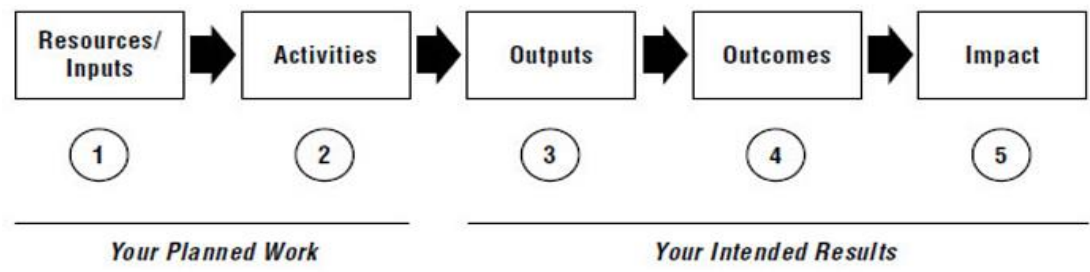 Resources/
Inputs
Activities
Outputs
Outcomes
Impact
1
2
3
4
5
Your Planned Work
Your Intended Results